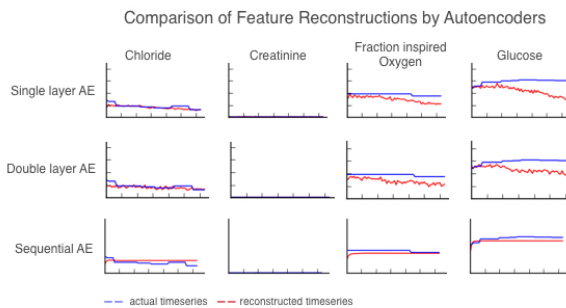 Comparison of Feature Reconstructions by Autoencoders
Chloride
Creatinine
Fraction inspired
Oxygen
Glucose
Single layer AE
Double layer AE
Sequential AE
actual timeseries
reconstructed timeseries